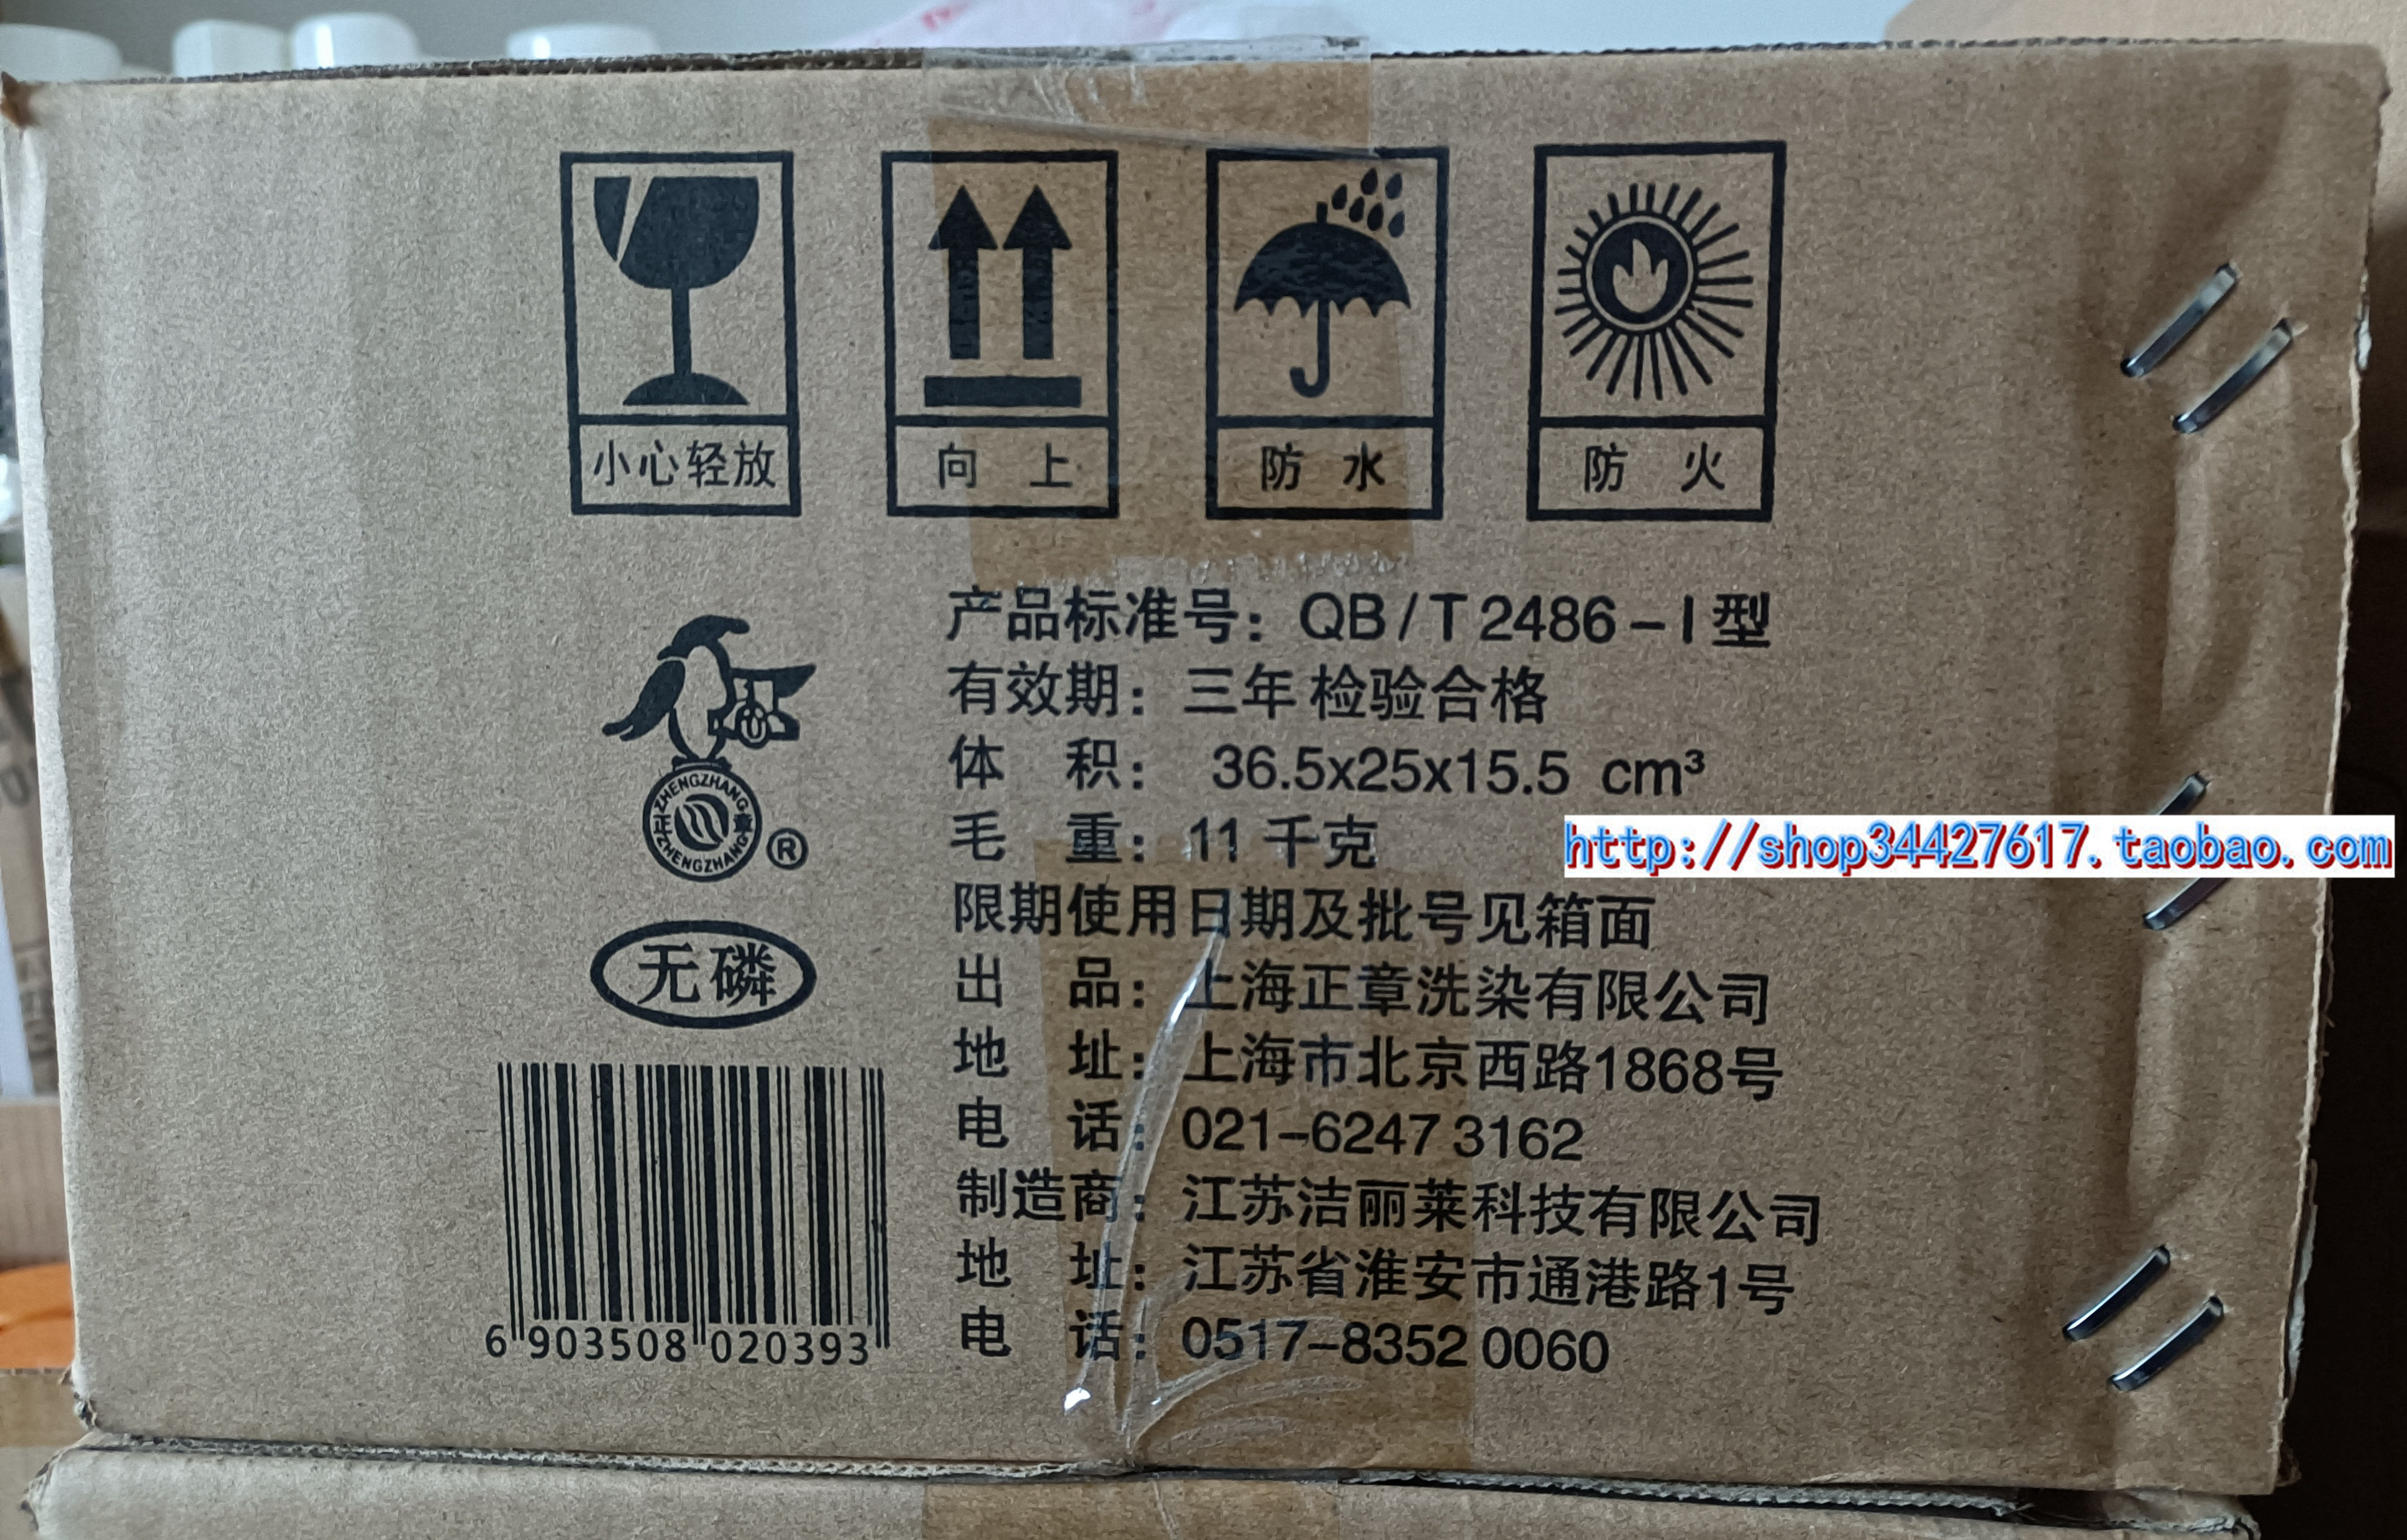 小心轻放
向 上
防 水
防 火
产品标准号：QB/T 2486-I型
有效期：三年 检验合格
体 积： 36.5x25x15.5 cm³
毛 重：11 千克
限期使用日期及批号见箱面
出 品：上海正章洗染有限公司
地 址：上海市北京西路1868号
电 话：021-6247 3162
制造商：江苏洁丽莱科技有限公司
地 址：江苏省淮安市通港路1号
电 话：0517-8352 0060
ZHENGZHANG
正 章
ZHENGZHANG
®
无磷
6 903508 020393
http://shop34427617.taobao.com